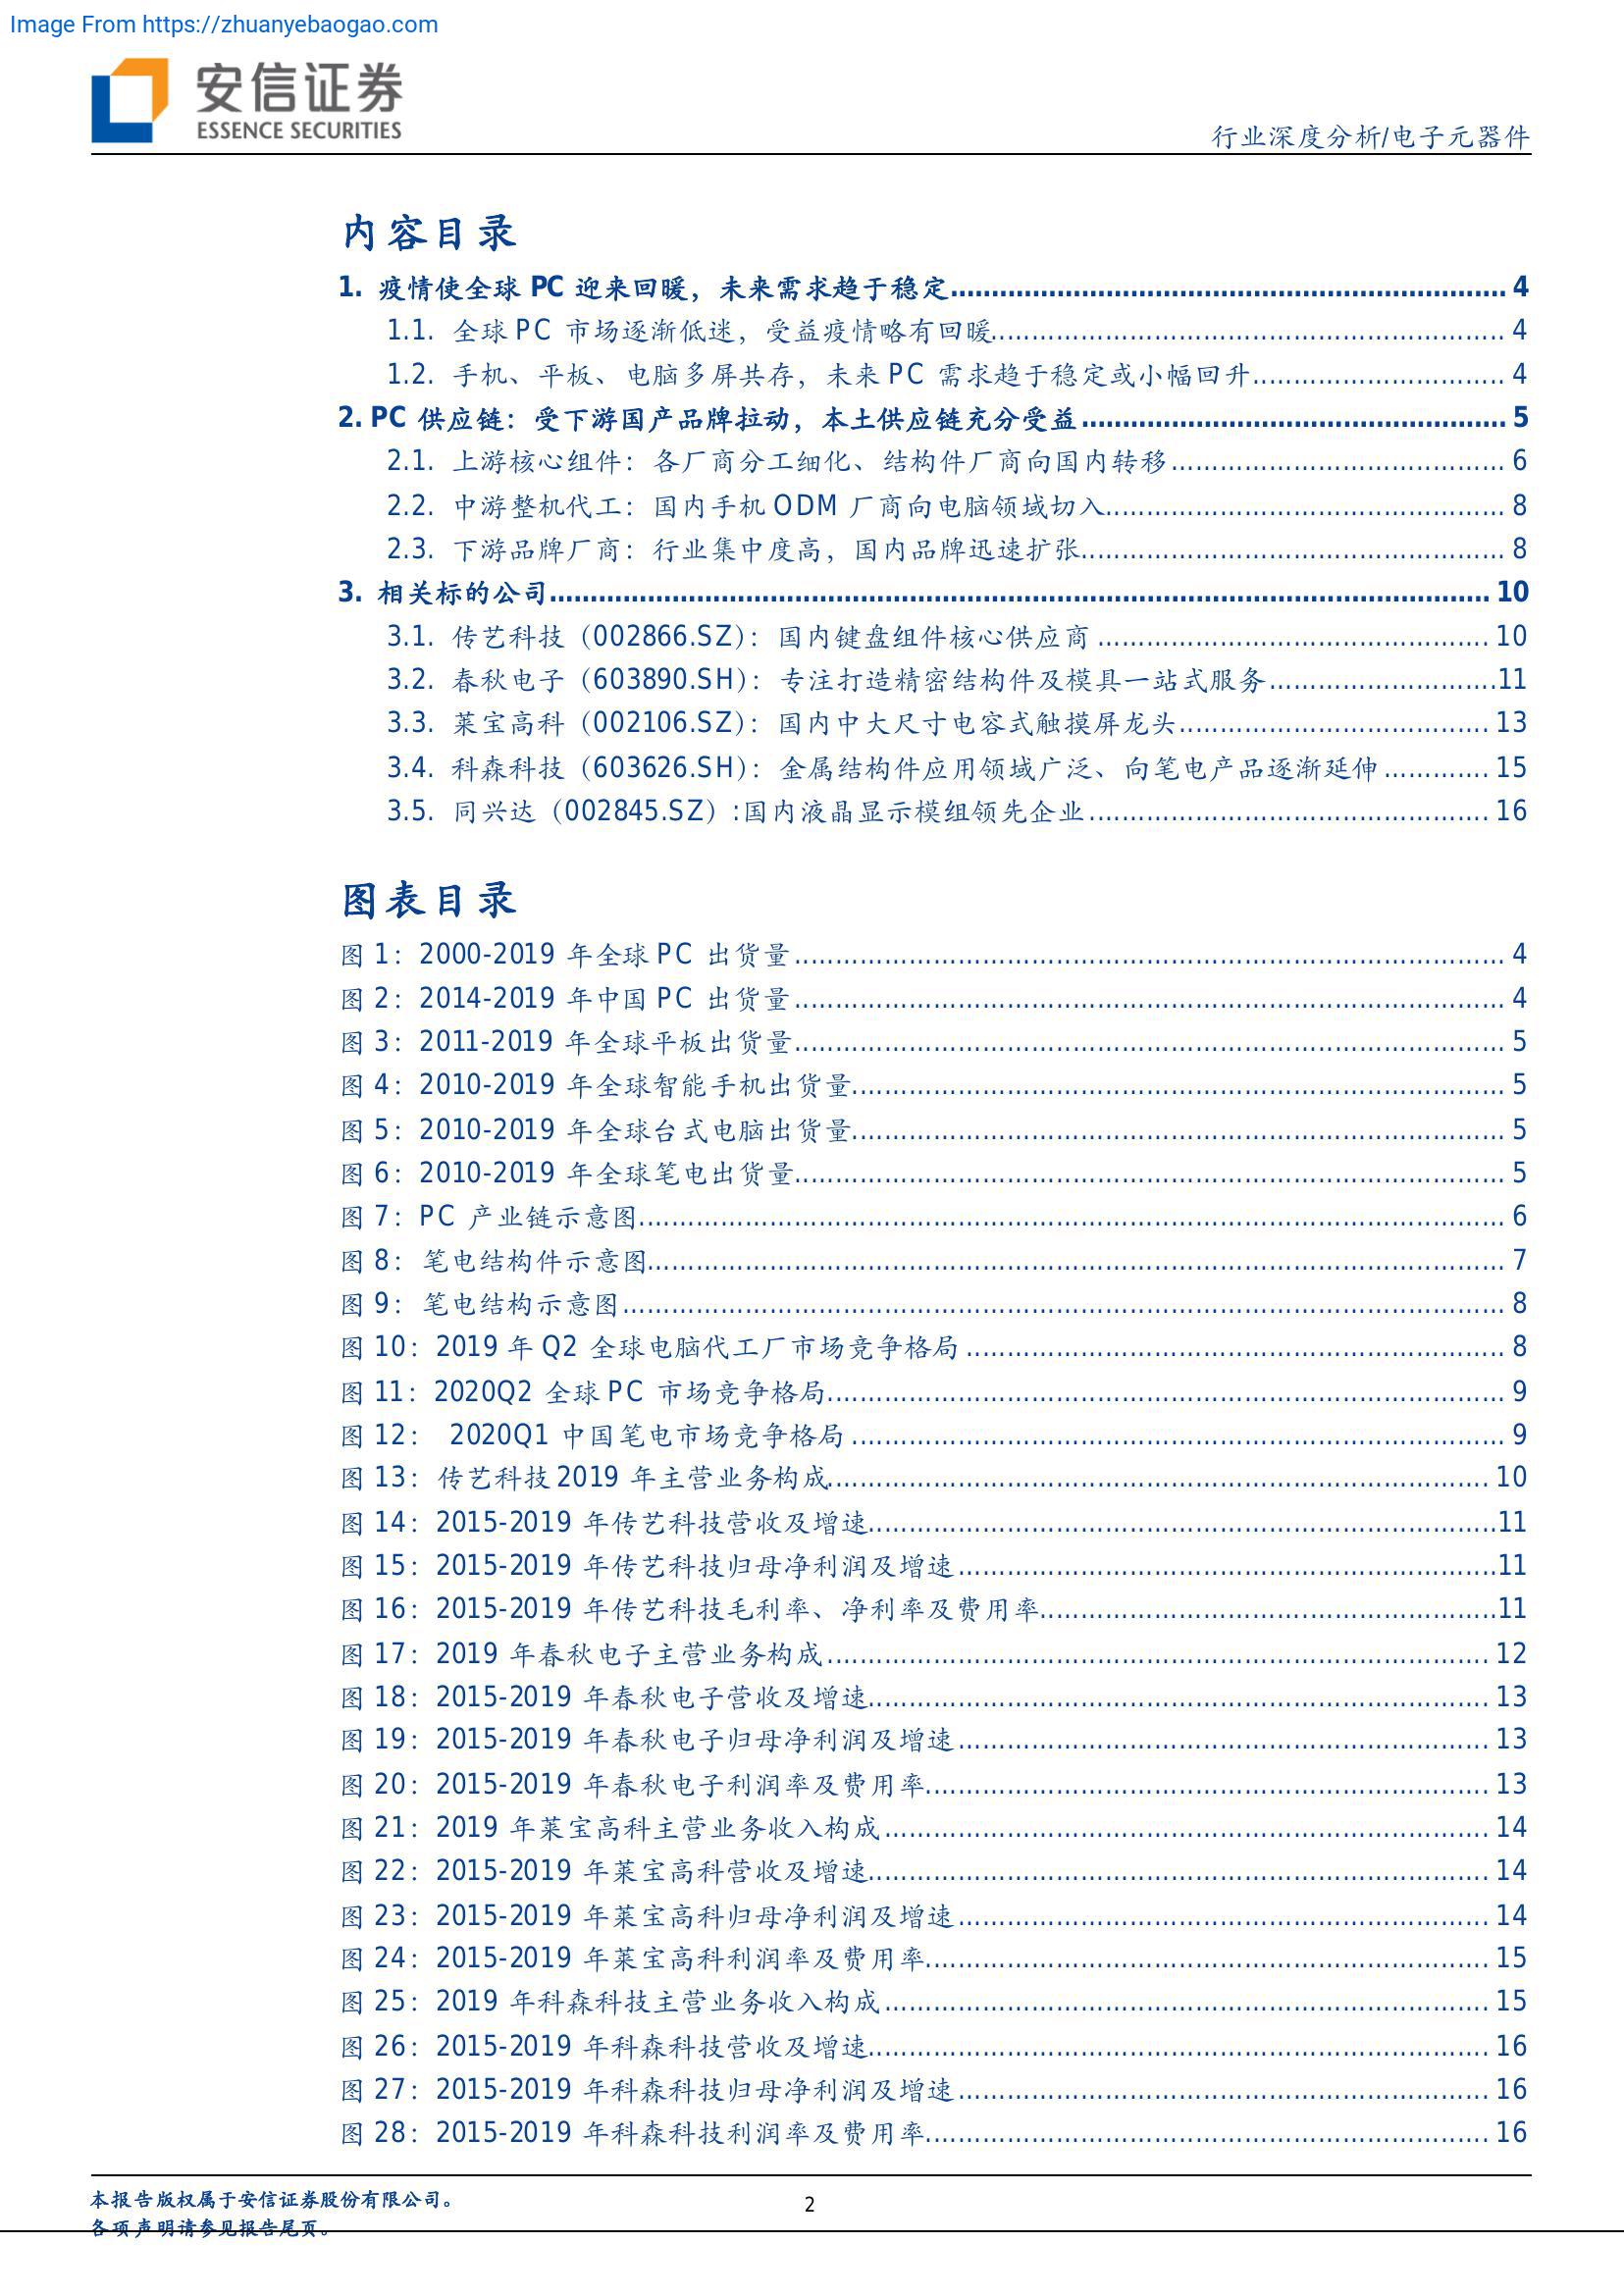 Image From https://zhuanyebaogao.com
安信证券
ESSENCE SECURITIES
行业深度分析/电子元器件
内容目录
1. 疫情使全球 PC 迎来回暖，未来需求趋于稳定 4
1.1. 全球 PC 市场逐渐低迷，受益疫情略有回暖 4
1.2. 手机、平板、电脑多屏共存，未来 PC 需求趋于稳定或小幅回升 4
2. PC 供应链：受下游国产品牌拉动，本土供应链充分受益 5
2.1. 上游核心组件：各厂商分工细化、结构件厂商向国内转移 6
2.2. 中游整机代工：国内手机 ODM 厂商向电脑领域切入 8
2.3. 下游品牌厂商：行业集中度高，国内品牌迅速扩张 8
3. 相关标的公司 10
3.1. 传艺科技（002866.SZ）：国内键盘组件核心供应商 10
3.2. 春秋电子（603890.SH）：专注打造精密结构件及模具一站式服务 11
3.3. 莱宝高科（002106.SZ）：国内中大尺寸电容式触摸屏龙头 13
3.4. 科森科技（603626.SH）：金属结构件应用领域广泛、向笔电产品逐渐延伸 15
3.5. 同兴达（002845.SZ）:国内液晶显示模组领先企业 16
图表目录
图 1：2000-2019 年全球 PC 出货量 4
图 2：2014-2019 年中国 PC 出货量 4
图 3：2011-2019 年全球平板出货量 5
图 4：2010-2019 年全球智能手机出货量 5
图 5：2010-2019 年全球台式电脑出货量 5
图 6：2010-2019 年全球笔电出货量 5
图 7：PC 产业链示意图 6
图 8：笔电结构件示意图 7
图 9：笔电结构示意图 8
图 10：2019 年 Q2 全球电脑代工厂市场竞争格局 8
图 11：2020Q2 全球 PC 市场竞争格局 9
图 12： 2020Q1 中国笔电市场竞争格局 9
图 13：传艺科技 2019 年主营业务构成 10
图 14：2015-2019 年传艺科技营收及增速 11
图 15：2015-2019 年传艺科技归母净利润及增速 11
图 16：2015-2019 年传艺科技毛利率、净利率及费用率 11
图 17：2019 年春秋电子主营业务构成 12
图 18：2015-2019 年春秋电子营收及增速 13
图 19：2015-2019 年春秋电子归母净利润及增速 13
图 20：2015-2019 年春秋电子利润率及费用率 13
图 21：2019 年莱宝高科主营业务收入构成 14
图 22：2015-2019 年莱宝高科营收及增速 14
图 23：2015-2019 年莱宝高科归母净利润及增速 14
图 24：2015-2019 年莱宝高科利润率及费用率 15
图 25：2019 年科森科技主营业务收入构成 15
图 26：2015-2019 年科森科技营收及增速 16
图 27：2015-2019 年科森科技归母净利润及增速 16
图 28：2015-2019 年科森科技利润率及费用率 16
本报告版权属于安信证券股份有限公司。
2
各项声明请参见报告尾页。